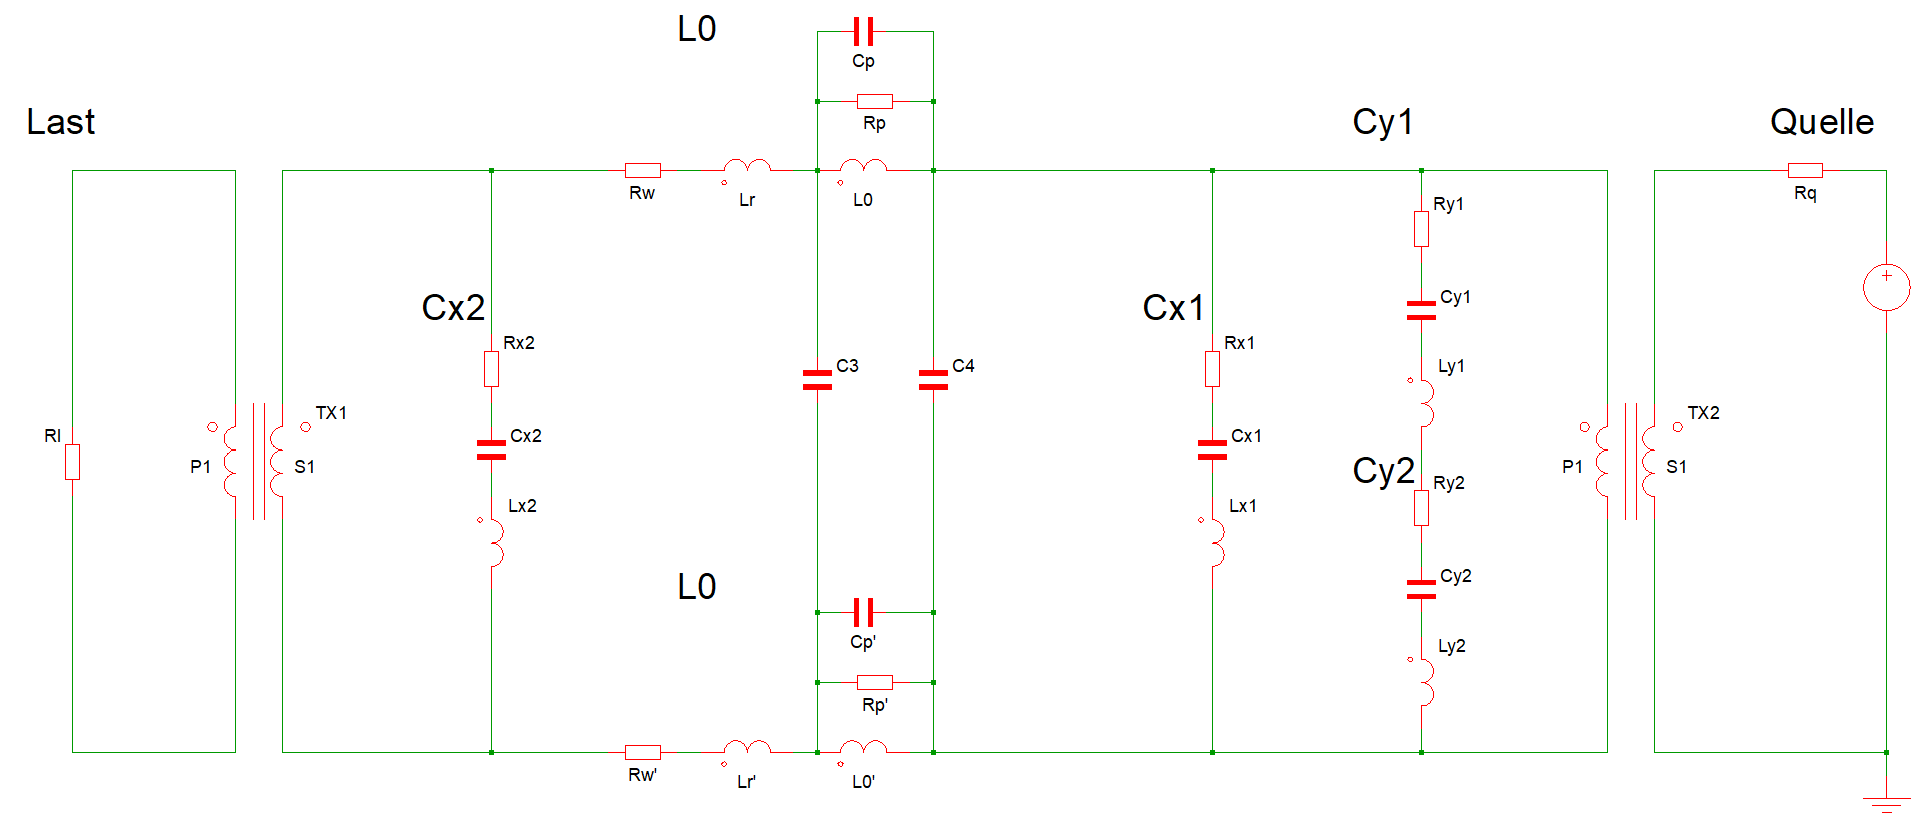 L0
Cp
Last
Rp
Cy1
Quelle
Rw
Lr
L0
Ry1
Rq
Cx2
Cx1
Cy1
Rx2
Rx1
C3
C4
Ly1
TX1
TX2
Rl
Cx2
Cx1
P1
S1
Cy2
P1
S1
Ry2
Lx2
Lx1
L0
Cy2
Cp'
Ly2
Rp'
Rw'
Lr'
L0'